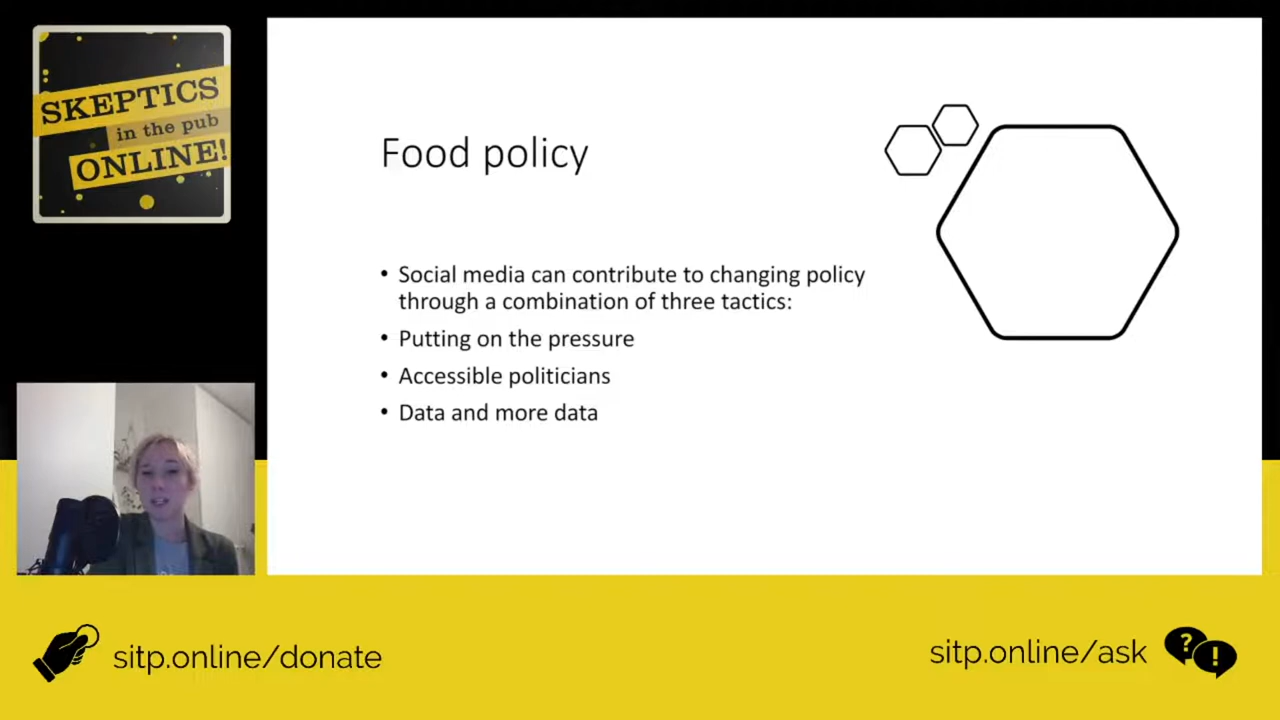 SKEPTICS
in the pub
ONLINE!
Food policy
• Social media can contribute to changing policy
through a combination of three tactics:
• Putting on the pressure
• Accessible politicians
• Data and more data
sitp.online/donate
sitp.online/ask
?
!